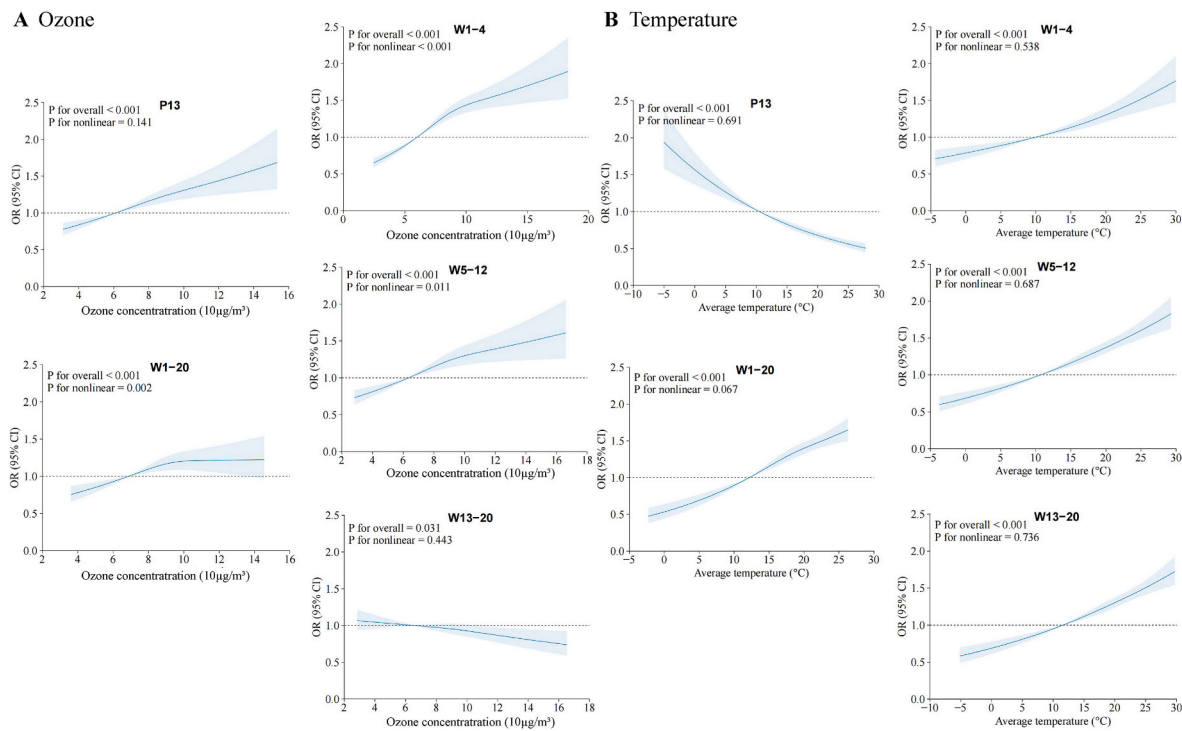 A Ozone
P13
P for overall < 0.001
P for nonlinear = 0.141
OR (95% CI)
2.5
2.0
1.5
1.0
0.5
0.0
2 4 6 8 10 12 14 16
Ozone concentratration (10μg/m³)
W1−20
P for overall < 0.001
P for nonlinear = 0.002
OR (95% CI)
2.5
2.0
1.5
1.0
0.5
0.0
2 4 6 8 10 12 14 16
Ozone concentratration (10μg/m³)
W1−4
P for overall < 0.001
P for nonlinear < 0.001
OR (95% CI)
2.5
2.0
1.5
1.0
0.5
0.0
0 5 10 15 20
Ozone concentratration (10μg/m³)
W5−12
P for overall < 0.001
P for nonlinear = 0.011
OR (95% CI)
2.5
2.0
1.5
1.0
0.5
0.0
2 4 6 8 10 12 14 16 18
Ozone concentratration (10μg/m³)
W13−20
P for overall = 0.031
P for nonlinear = 0.443
OR (95% CI)
2.5
2.0
1.5
1.0
0.5
0.0
2 4 6 8 10 12 14 16 18
Ozone concentratration (10μg/m³)
B Temperature
P13
P for overall < 0.001
P for nonlinear = 0.691
OR (95% CI)
2.5
2.0
1.5
1.0
0.5
0.0
−10 −5 0 5 10 15 20 25 30
Average temperature (°C)
W1−20
P for overall < 0.001
P for nonlinear = 0.067
OR (95% CI)
2.5
2.0
1.5
1.0
0.5
0.0
−5 0 5 10 15 20 25 30
Average temperature (°C)
W1−4
P for overall < 0.001
P for nonlinear = 0.538
OR (95% CI)
2.5
2.0
1.5
1.0
0.5
0.0
−5 0 5 10 15 20 25 30
Average temperature (°C)
W5−12
P for overall < 0.001
P for nonlinear = 0.687
OR (95% CI)
2.5
2.0
1.5
1.0
0.5
0.0
−5 0 5 10 15 20 25 30
Average temperature (°C)
W13−20
P for overall < 0.001
P for nonlinear = 0.736
OR (95% CI)
2.5
2.0
1.5
1.0
0.5
0.0
−10 −5 0 5 10 15 20 25 30
Average temperature (°C)